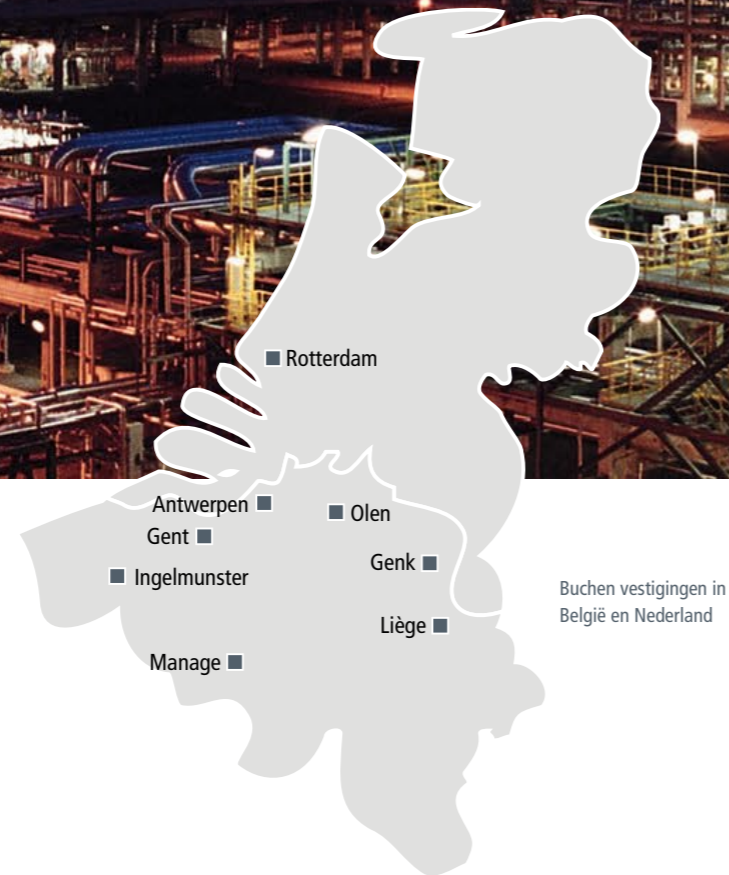 Rotterdam
Antwerpen
Olen
Gent
Genk
Ingelmunster
Buchen vestigingen in
België en Nederland
Liège
Manage